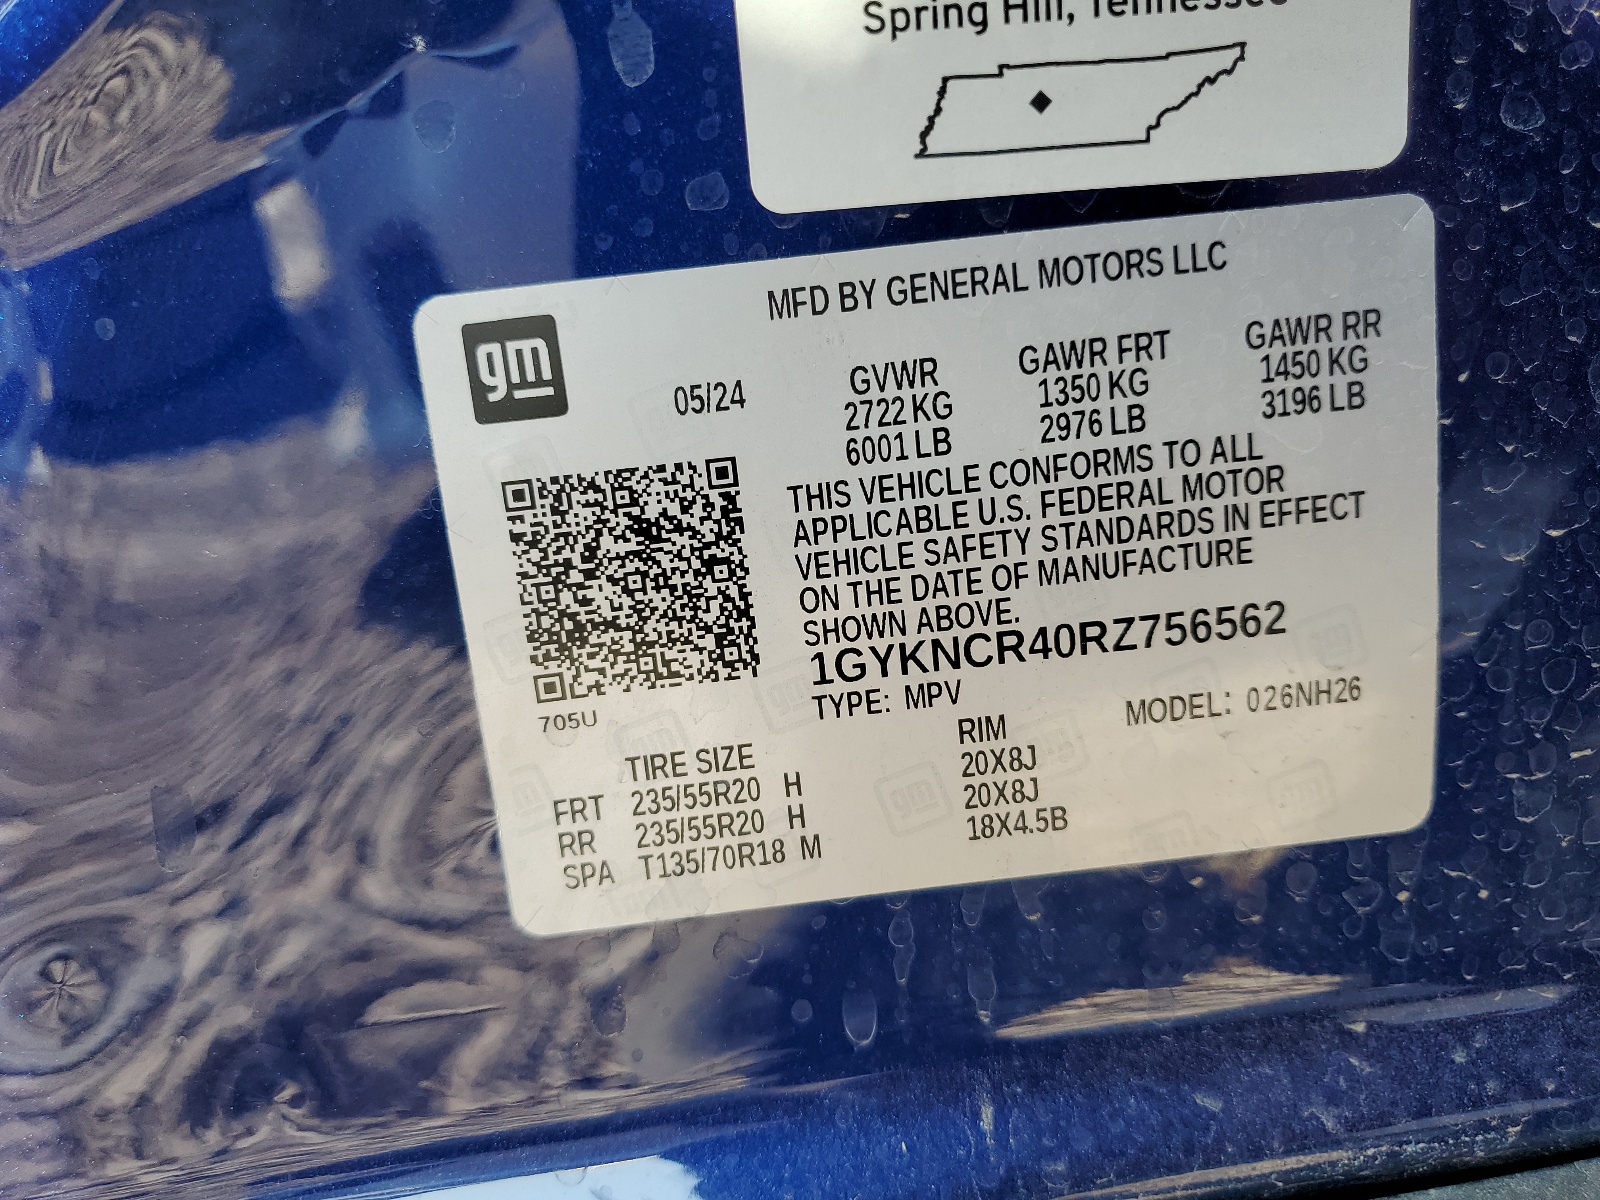 Spring Hill, Tennessee
MFD BY GENERAL MOTORS LLC
gm
05/24
GVWR GAWR FRT GAWR RR
2722 KG 1350 KG 1450 KG
6001 LB 2976 LB 3196 LB
THIS VEHICLE CONFORMS TO ALL
APPLICABLE U.S. FEDERAL MOTOR
VEHICLE SAFETY STANDARDS IN EFFECT
ON THE DATE OF MANUFACTURE
SHOWN ABOVE.
1GYKNCR40RZ756562
705U
TYPE: MPV MODEL: 026NH26
TIRE SIZE RIM
FRT 235/55R20 H 20X8J
RR 235/55R20 H 20X8J
SPA T135/70R18 M 18X4.5B